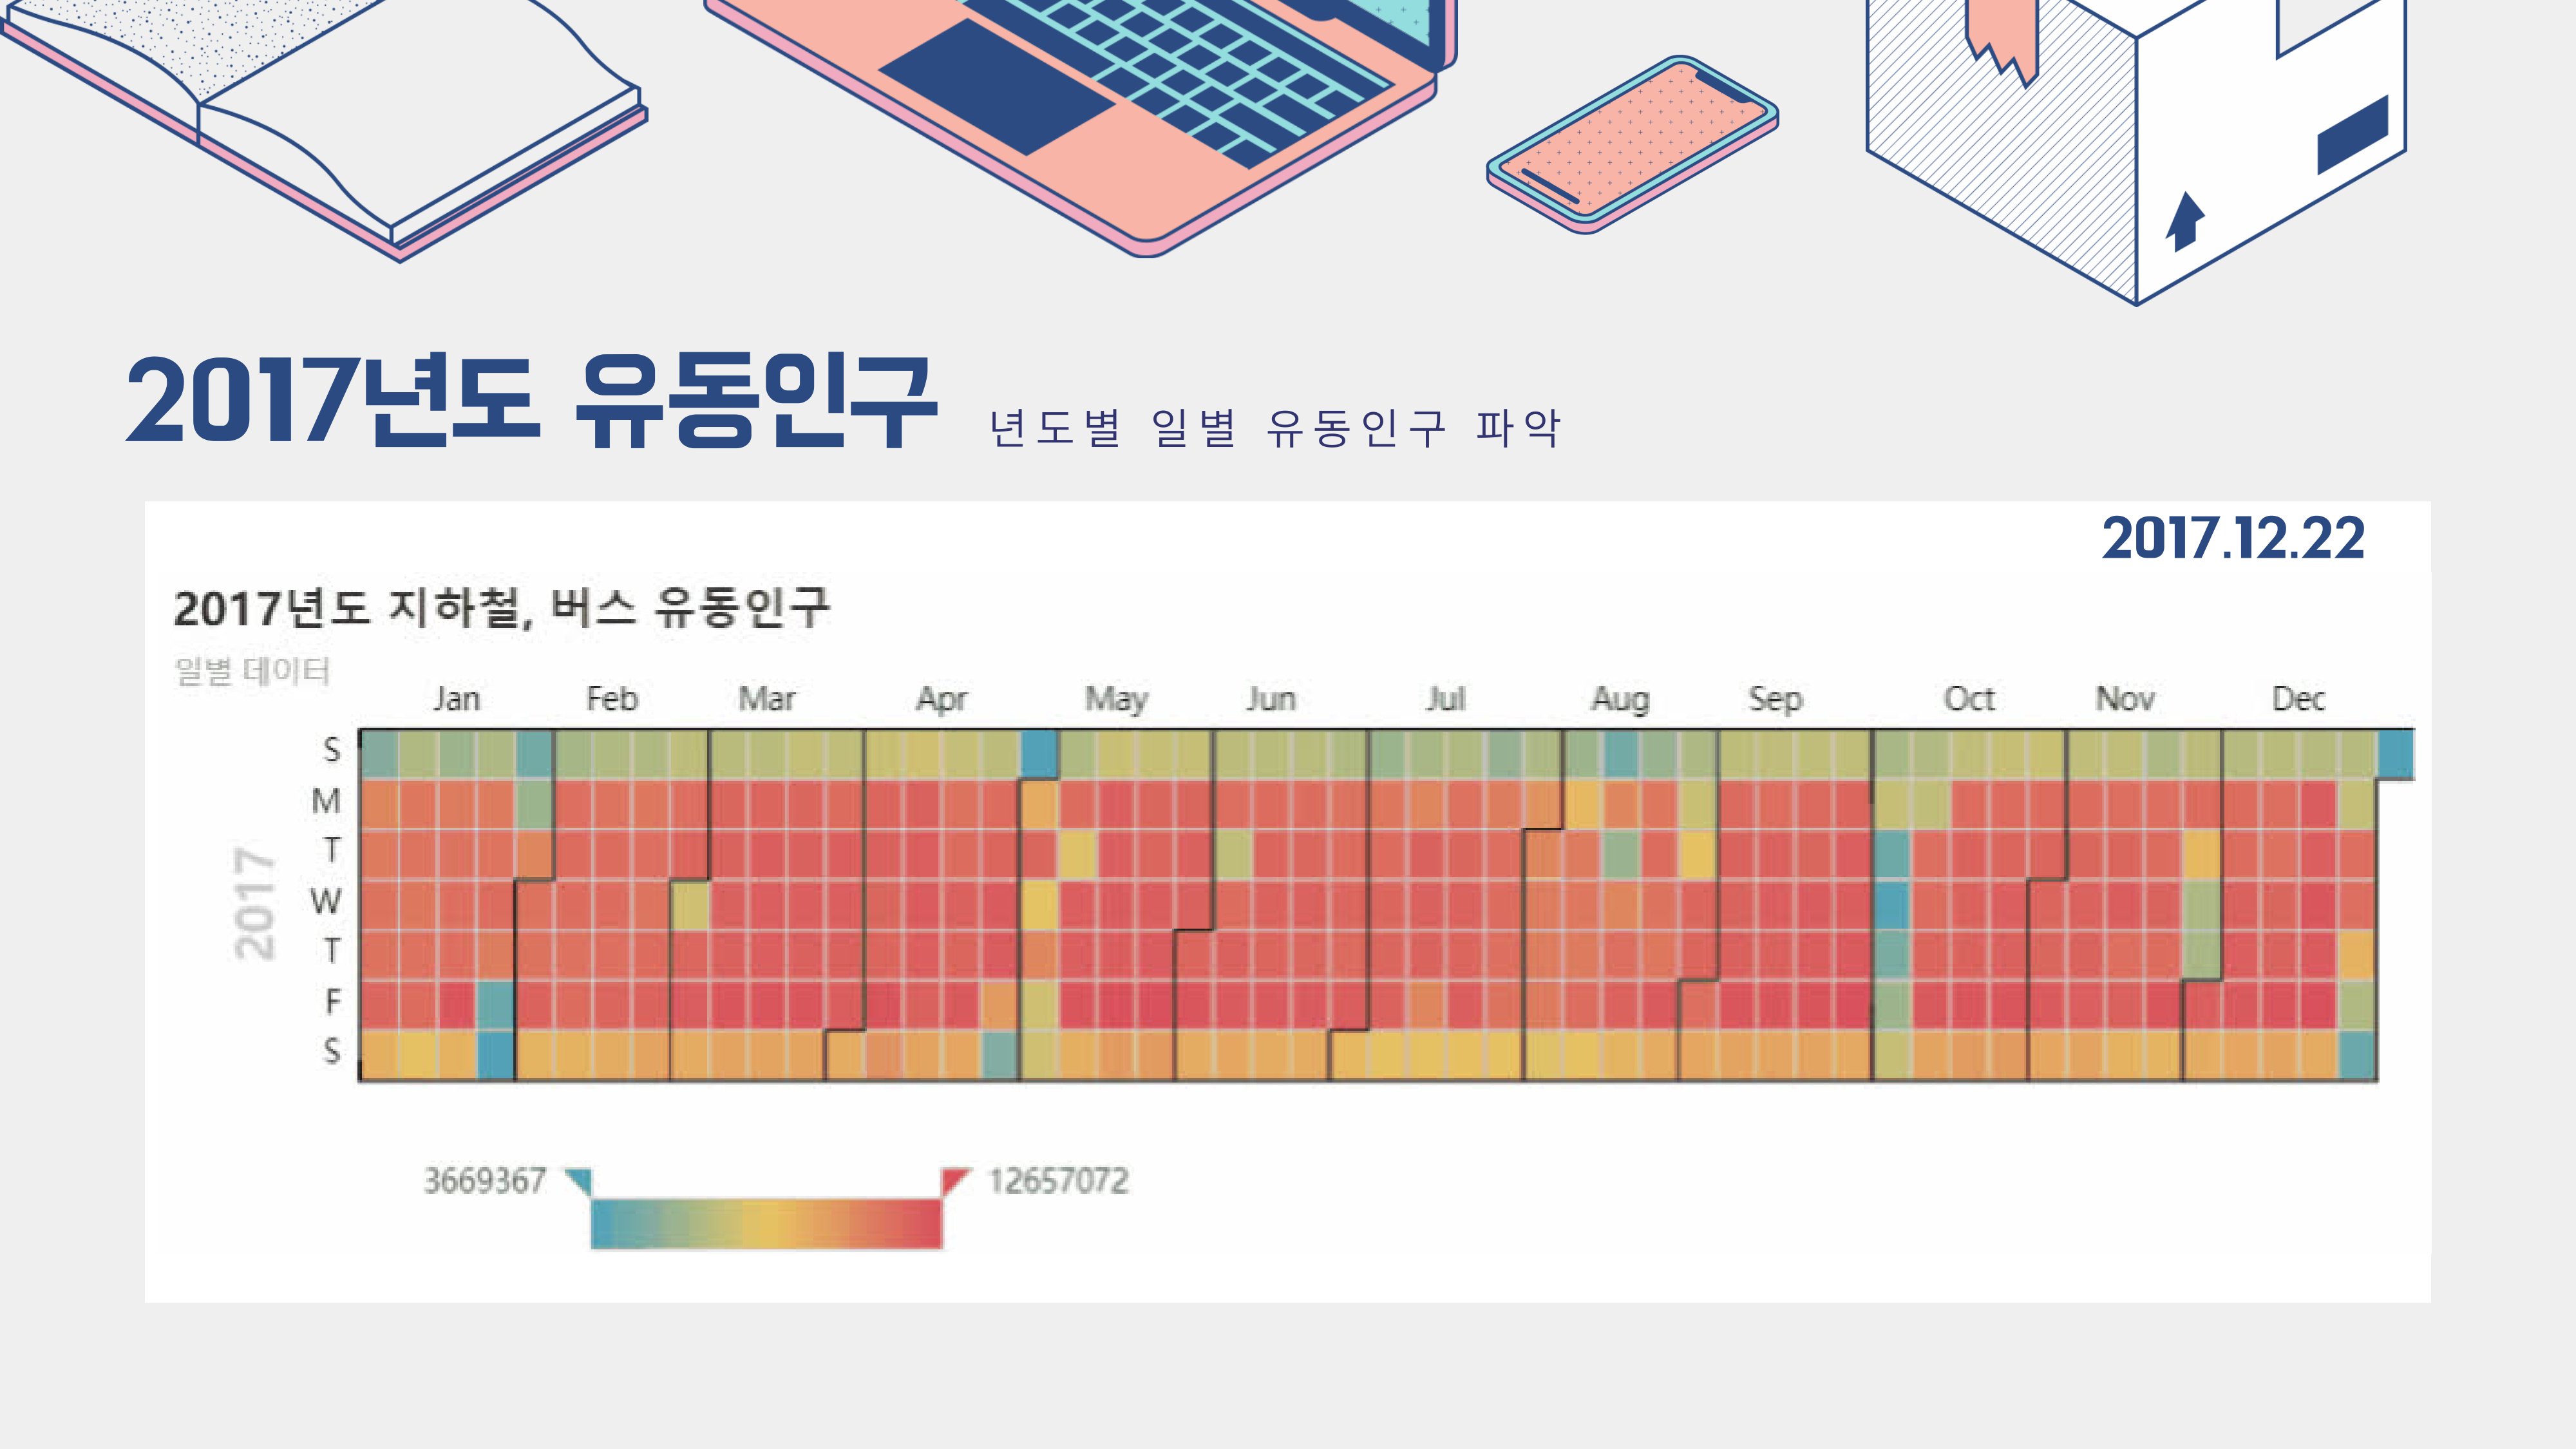 2017년도 유동인구 년도별 일별 유동인구 파악
2017.12.22
2017년도 지하철, 버스 유동인구
일별 데이터
Jan Feb Mar Apr May Jun Jul Aug Sep Oct Nov Dec
2017
S
M
T
W
T
F
S
3669367 12657072